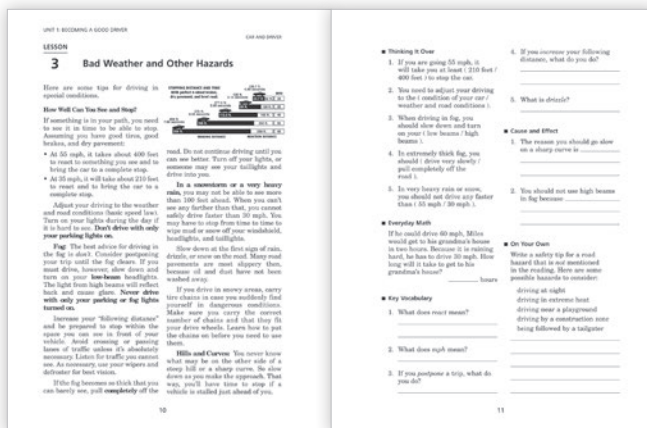 UNIT 1: BECOMING A GOOD DRIVER
CAR AND DRIVER
LESSON
3 Bad Weather and Other Hazards
Here are some tips for driving in
special conditions.
How Well Can You See and Stop?
If something is in your path, you need
to see it in time to be able to stop.
Assuming you have good tires, good
brakes, and dry pavement:
• At 55 mph, it takes about 400 feet
to react to something you see and to
bring the car to a complete stop.
• At 35 mph, it will take about 210 feet
to react and to bring the car to a
complete stop.
Adjust your driving to the weather
and road conditions (basic speed law).
Turn on your lights during the day if
it is hard to see. Don't drive with only
your parking lights on.
Fog: The best advice for driving in
the fog is don't. Consider postponing
your trip until the fog clears. If you
must drive, however, slow down and
turn on your low-beam headlights.
The light from high beams will reflect
back and cause glare. Never drive
with only your parking or fog lights
turned on.
Increase your "following distance"
and be prepared to stop within the
space you can see in front of your
vehicle. Avoid crossing or passing
lanes of traffic unless it's absolutely
necessary. Listen for traffic you cannot
see. As necessary, use your wipers and
defroster for best vision.
If the fog becomes so thick that you
can barely see, pull completely off the
STOPPING DISTANCE AND TIME
road. Do not continue driving until you
can see better. Turn off your lights, or
someone may see your taillights and
drive into you.
In a snowstorm or a very heavy
rain, you may not be able to see more
than 100 feet ahead. When you can't
see any farther than that, you cannot
safely drive faster than 30 mph. You
may have to stop from time to time to
wipe mud or snow off your windshield,
headlights, and taillights.
Slow down at the first sign of rain,
drizzle, or snow on the road. Many road
pavements are most slippery then,
because oil and dust have not been
washed away.
If you drive in snowy areas, carry
tire chains in case you suddenly find
yourself in dangerous conditions.
Make sure you carry the correct
number of chains and that they fit
your drive wheels. Learn how to put
the chains on before you need to use
them.
Hills and Curves: You never know
what may be on the other side of a
steep hill or a sharp curve. So slow
down as you make the approach. That
way, you'll have time to stop if a
vehicle is stalled just ahead of you.
10
■ Thinking It Over
1. If you are going 55 mph, it
will take you at least ( 210 feet /
400 feet ) to stop the car.
2. You need to adjust your driving
to the ( condition of your car /
weather and road conditions ).
3. When driving in fog, you
should slow down and turn
on your ( low beams / high
beams ).
4. In extremely thick fog, you
should ( drive very slowly /
pull completely off the
road ).
5. In very heavy rain or snow,
you should not drive any faster
than ( 55 mph / 30 mph ).
■ Everyday Math
If he could drive 60 mph, Miles
would get to his grandma's house
in two hours. Because it is raining
hard, he has to drive 30 mph. How
long will it take to get to his
grandma's house?
hours
■ Key Vocabulary
1. What does react mean?
2. What does mph mean?
3. If you postpone a trip, what do
you do?
4. If you increase your following
distance, what do you do?
5. What is drizzle?
■ Cause and Effect
1. The reason you should go slow
on a sharp curve is
2. You should not use high beams
in fog because
■ On Your Own
Write a safety tip for a road
hazard that is not mentioned
in the reading. Here are some
possible hazards to consider:
driving at night
driving in extreme heat
driving near a playground
driving by a construction zone
being followed by a tailgater
11